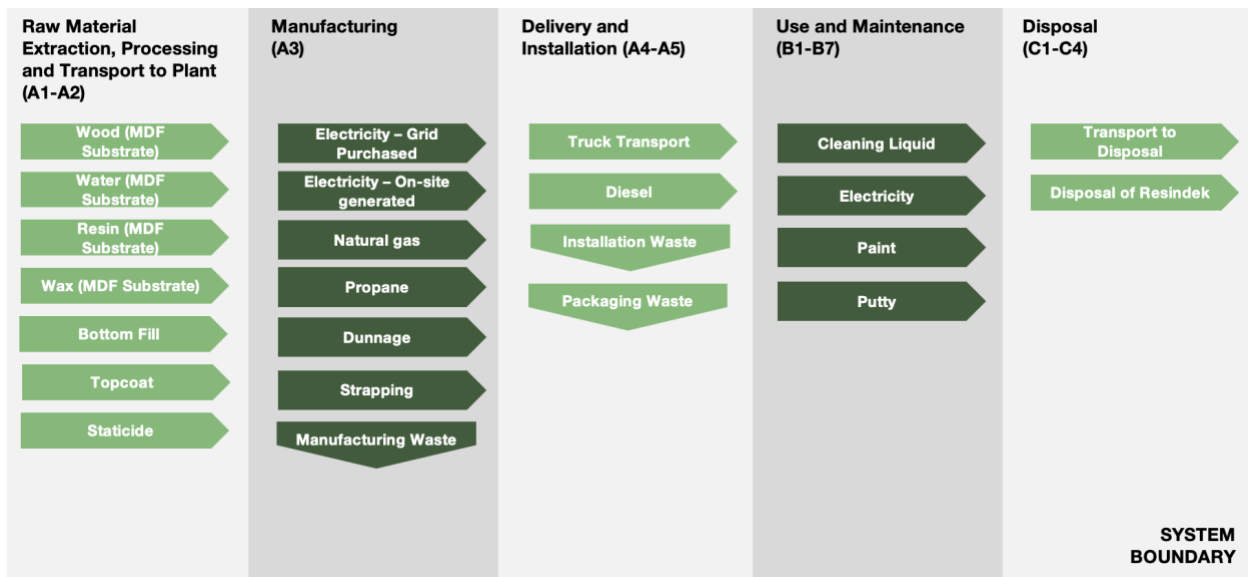 Raw Material
Extraction, Processing
and Transport to Plant
(A1-A2)
Wood (MDF
Substrate)
Water (MDF
Substrate)
Resin (MDF
Substrate)
Wax (MDF Substrate)
Bottom Fill
Topcoat
Staticide
Manufacturing
(A3)
Electricity – Grid
Purchased
Electricity – On-site
generated
Natural gas
Propane
Dunnage
Strapping
Manufacturing Waste
Delivery and
Installation (A4-A5)
Truck Transport
Diesel
Installation Waste
Packaging Waste
Use and Maintenance
(B1-B7)
Cleaning Liquid
Electricity
Paint
Putty
Disposal
(C1-C4)
Transport to
Disposal
Disposal of Resindek
SYSTEM
BOUNDARY